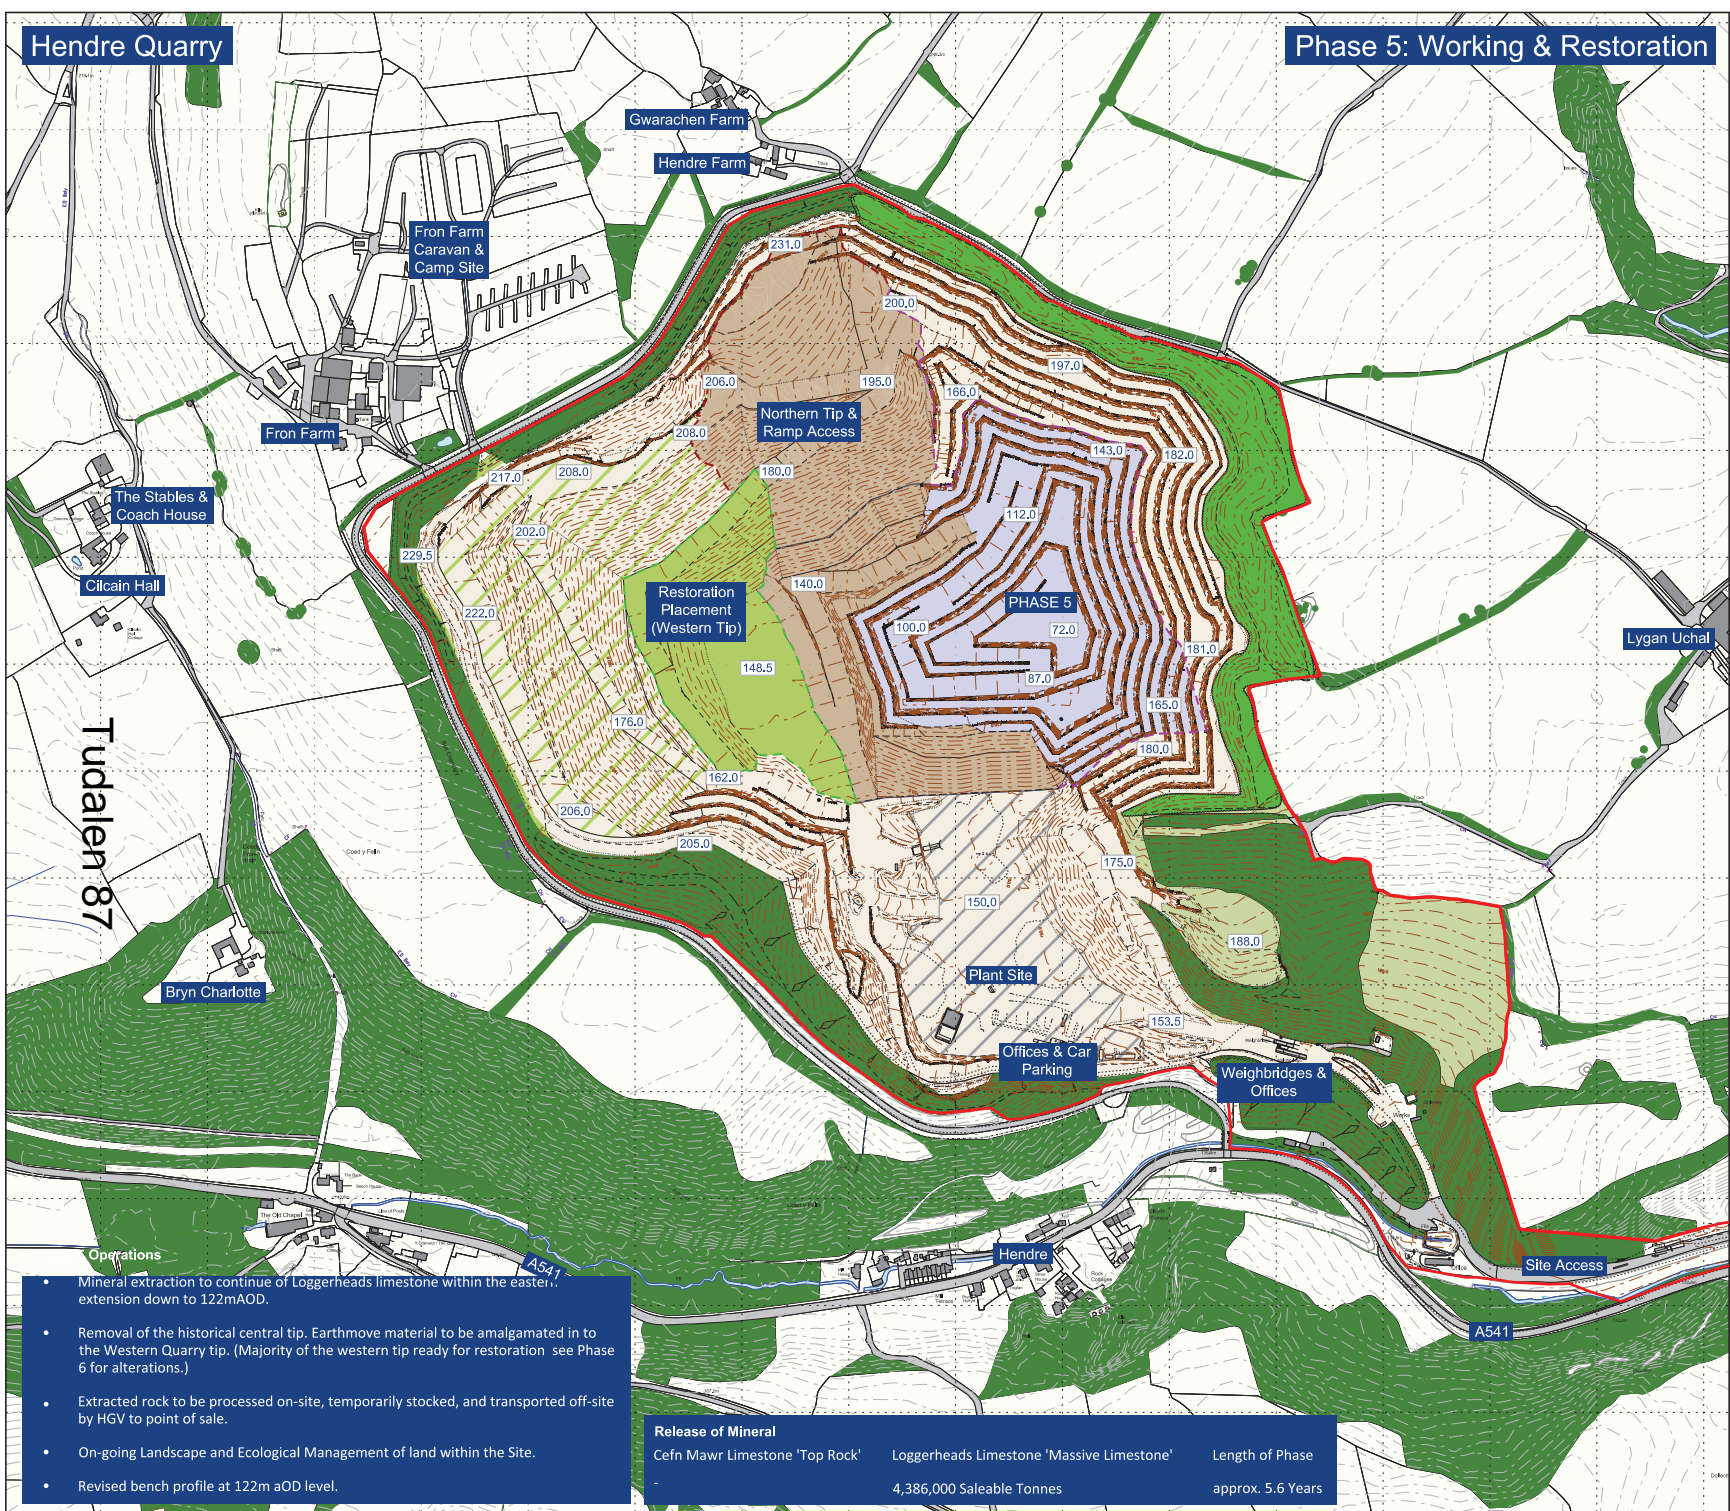 Hendre Quarry
Phase 5: Working & Restoration
Gwarachen Farm
Hendre Farm
Fron Farm
Caravan &
Camp Site
231.0
200.0
197.0
206.0
195.0
166.0
Northern Tip &
Ramp Access
Fron Farm
208.0
143.0
182.0
217.0
208.0
180.0
The Stables &
Coach House
112.0
202.0
229.5
Cilcain Hall
140.0
Restoration
Placement
(Western Tip)
PHASE 5
222.0
100.0
72.0
Lygan Uchal
181.0
148.5
87.0
165.0
176.0
180.0
162.0
206.0
205.0
Tudalen 87
175.0
150.0
188.0
Plant Site
Bryn Charlotte
153.5
Offices & Car
Parking
Weighbridges &
Offices
Coed y Felin
The Old Chapel
Hendre
A541
Site Access
A541
Operations
• Mineral extraction to continue of Loggerheads limestone within the eastern
extension down to 122mAOD.
• Removal of the historical central tip. Earthmove material to be amalgamated in to
the Western Quarry tip. (Majority of the western tip ready for restoration see Phase
6 for alterations.)
• Extracted rock to be processed on-site, temporarily stocked, and transported off-site
by HGV to point of sale.
• On-going Landscape and Ecological Management of land within the Site.
• Revised bench profile at 122m aOD level.
Release of Mineral
Cefn Mawr Limestone 'Top Rock' Loggerheads Limestone 'Massive Limestone' Length of Phase
- 4,386,000 Saleable Tonnes approx. 5.6 Years